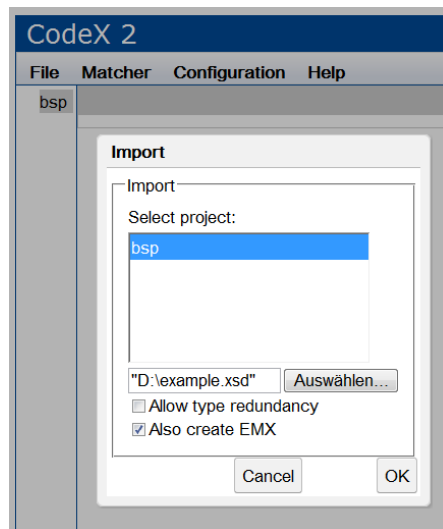 CodeX 2
File Matcher Configuration Help
bsp
Import
Import
Select project:
bsp
"D:\example.xsd" Auswählen...
Allow type redundancy
Also create EMX
Cancel OK